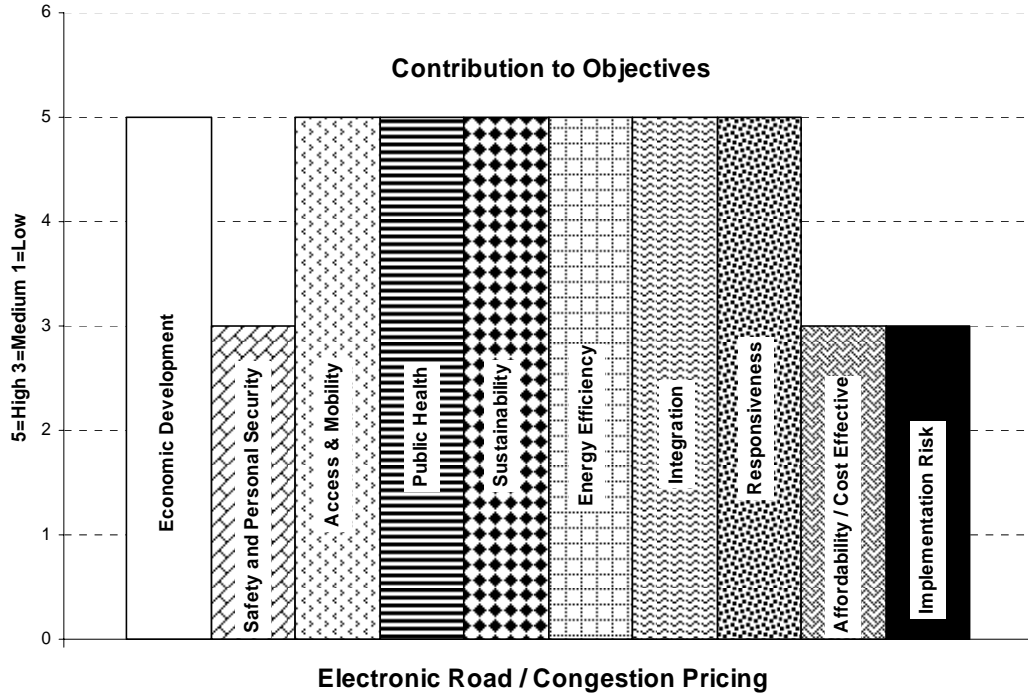 Contribution to Objectives
6
5
4
3
2
1
0
5=High 3=Medium 1=Low
Economic Development
Safety and Personal Security
Access & Mobility
Public Health
Sustainability
Energy Efficiency
Integration
Responsiveness
Affordability / Cost Effective
Implementation Risk
Electronic Road / Congestion Pricing